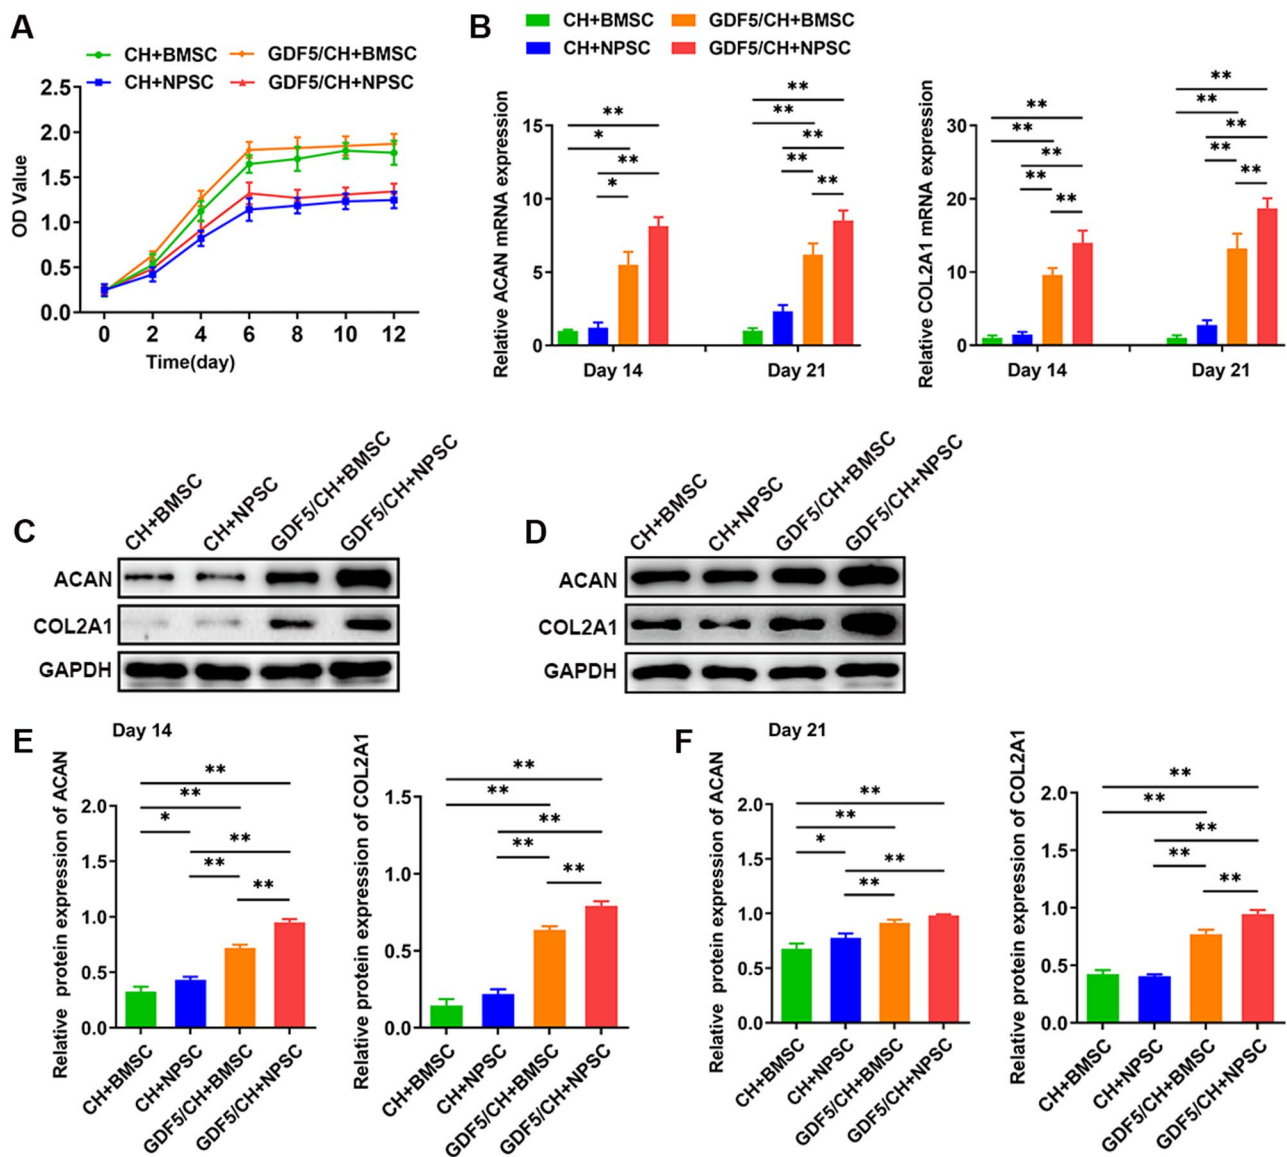 A
CH+BMSC GDF5/CH+BMSC
CH+NPSC GDF5/CH+NPSC
OD Value
2.5
2.0
1.5
1.0
0.5
0.0
0 2 4 6 8 10 12
Time(day)
B
CH+BMSC GDF5/CH+BMSC
CH+NPSC GDF5/CH+NPSC
Relative ACAN mRNA expression
15
10
5
0
** * ** *
** ** ** ** **
Day 14 Day 21
Relative COL2A1 mRNA expression
30
20
10
0
** ** ** ** **
** ** ** ** **
Day 14 Day 21
C
CH+BMSC CH+NPSC GDF5/CH+BMSC GDF5/CH+NPSC
ACAN
COL2A1
GAPDH
D
CH+BMSC CH+NPSC GDF5/CH+BMSC GDF5/CH+NPSC
ACAN
COL2A1
GAPDH
E
Day 14
Relative protein expression of ACAN
2.0
1.5
1.0
0.5
0.0
** ** * ** ** **
CH+BMSC CH+NPSC GDF5/CH+BMSC GDF5/CH+NPSC
Relative protein expression of COL2A1
1.5
1.0
0.5
0.0
** ** ** ** **
CH+BMSC CH+NPSC GDF5/CH+BMSC GDF5/CH+NPSC
F
Day 21
Relative protein expression of ACAN
2.0
1.5
1.0
0.5
0.0
** ** * ** **
CH+BMSC CH+NPSC GDF5/CH+BMSC GDF5/CH+NPSC
Relative protein expression of COL2A1
2.0
1.5
1.0
0.5
0.0
** ** ** ** **
CH+BMSC CH+NPSC GDF5/CH+BMSC GDF5/CH+NPSC